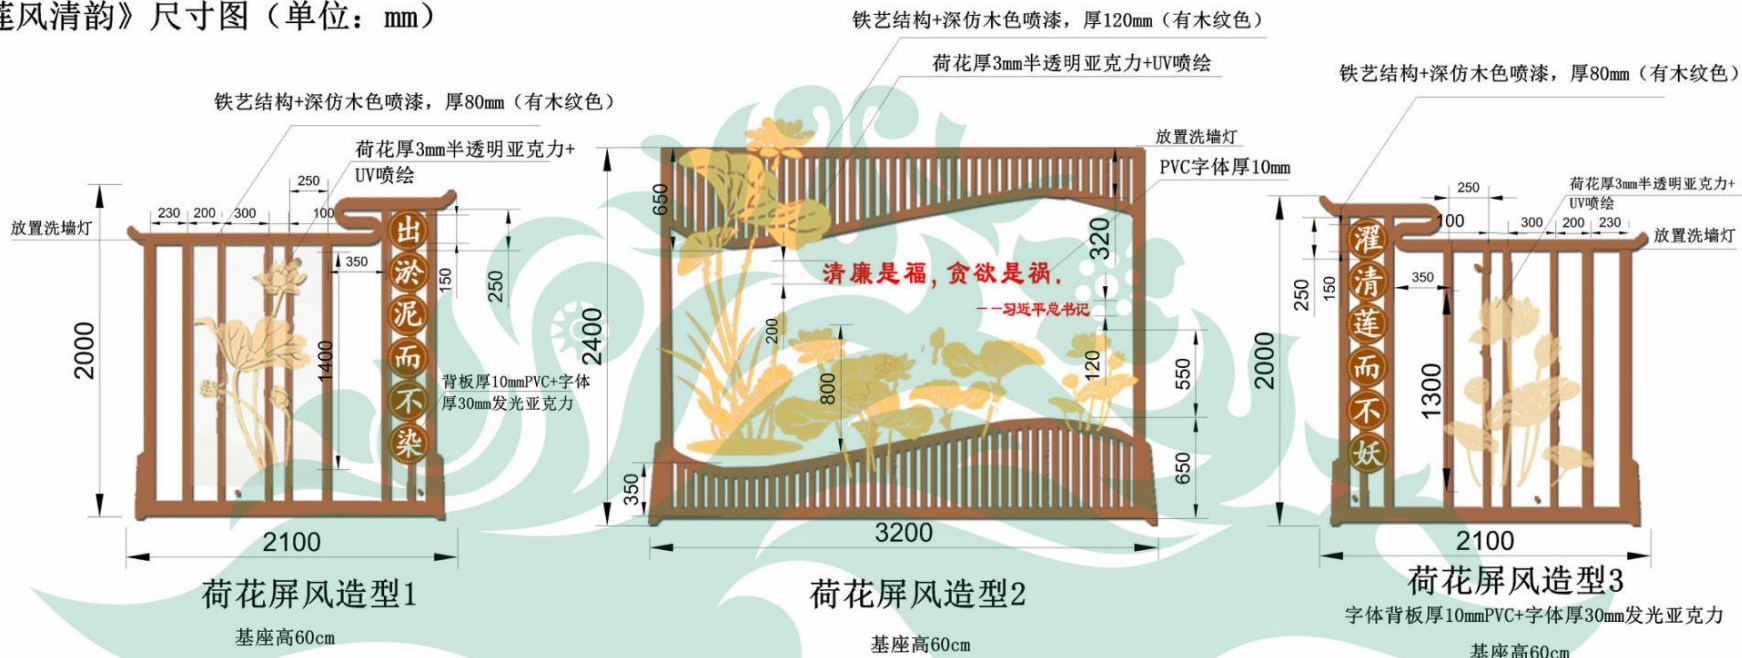 莲风清韵》尺寸图（单位：mm）
铁艺结构+深仿木色喷漆，厚80mm（有木纹色）
荷花厚3mm半透明亚克力+
UV喷绘
放置洗墙灯
230
200
300
250
100
350
150
250
2000
1400
出
淤
泥
而
不
染
背板厚10mmPVC+字体
厚30mm发光亚克力
2100
荷花屏风造型1
基座高60cm
铁艺结构+深仿木色喷漆，厚120mm（有木纹色）
荷花厚3mm半透明亚克力+UV喷绘
放置洗墙灯
PVC字体厚10mm
2400
650
320
清廉是福，贪欲是祸.
——习近平总书记
200
800
120
550
350
650
3200
荷花屏风造型2
基座高60cm
铁艺结构+深仿木色喷漆，厚80mm（有木纹色）
荷花厚3mm半透明亚克力+
UV喷绘
放置洗墙灯
250
100
300
200
230
350
250
150
2000
1300
濯
清
莲
而
不
妖
2100
荷花屏风造型3
字体背板厚10mmPVC+字体厚30mm发光亚克力
基座高60cm